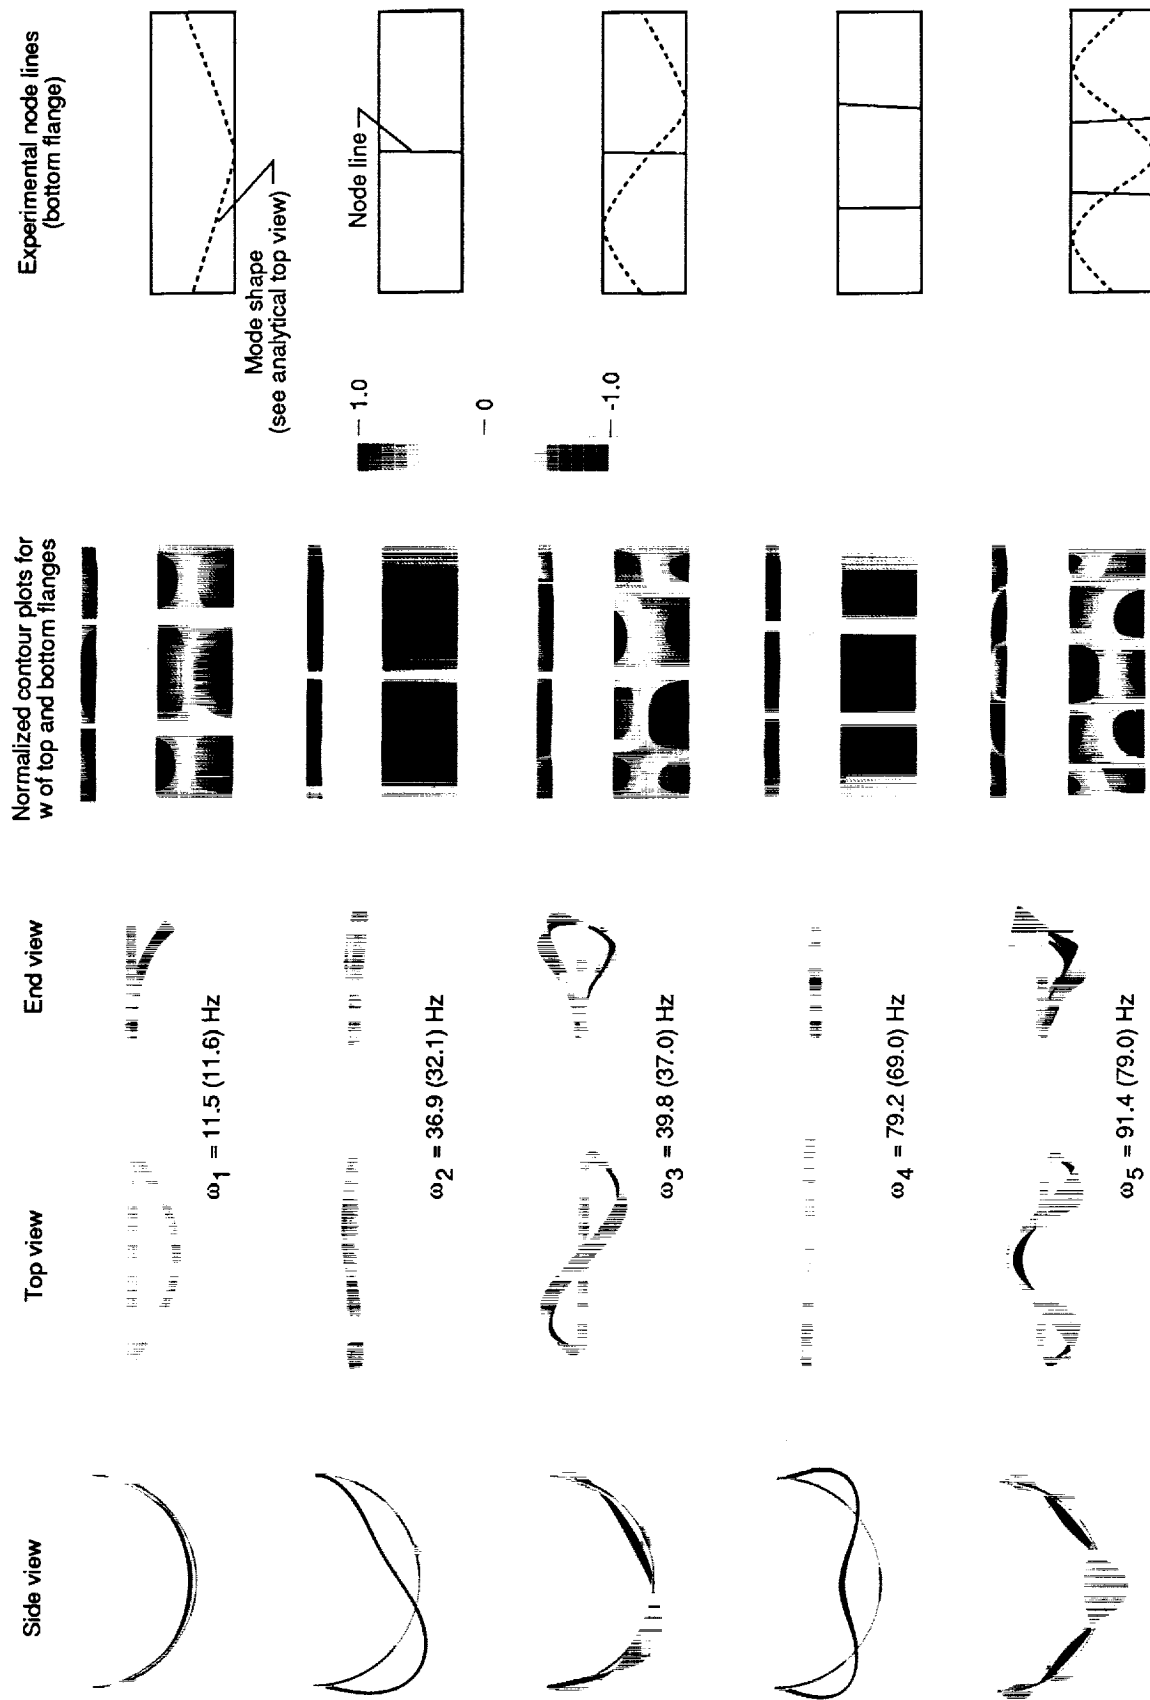 Side view
Top view
End view
Normalized contour plots for
w of top and bottom flanges
Experimental node lines
(bottom flange)
ω1 = 11.5 (11.6) Hz
Mode shape
(see analytical top view)
ω2 = 36.9 (32.1) Hz
1.0
0
-1.0
Node line
ω3 = 39.8 (37.0) Hz
ω4 = 79.2 (69.0) Hz
ω5 = 91.4 (79.0) Hz